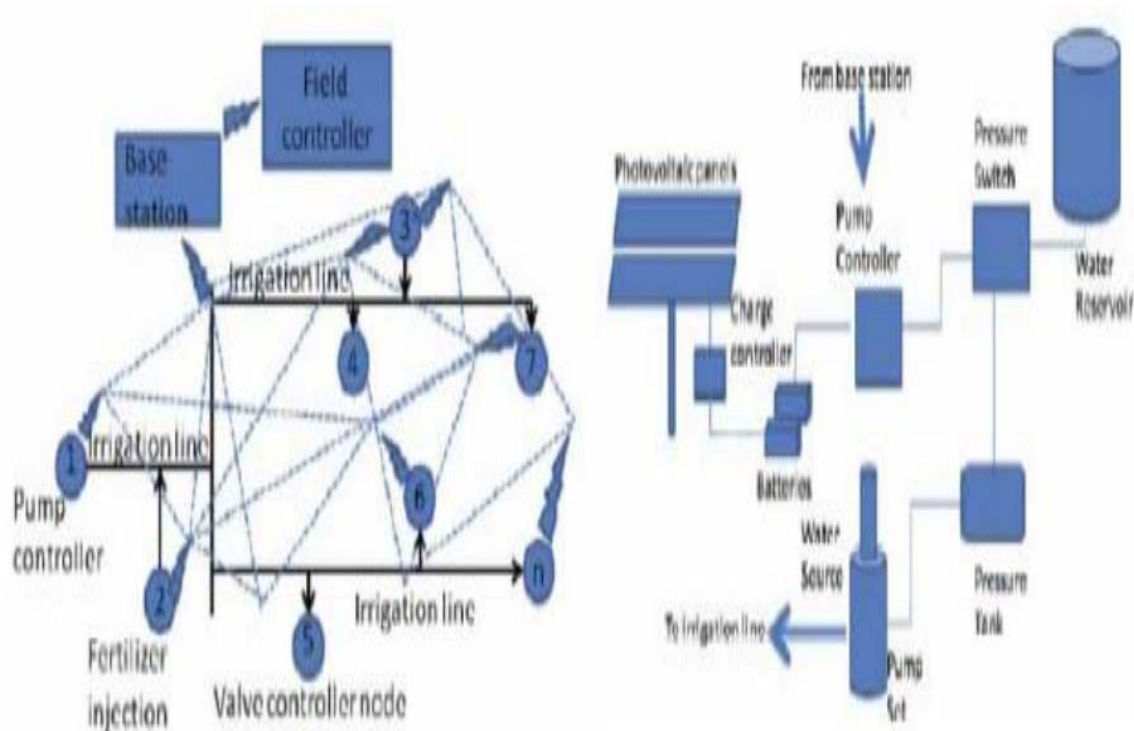 Field
controller
Base
station
3
Irrigation line
4
7
1
Irrigation line
6
Pump
controller
2
n
Irrigation line
5
Fertilizer
injection
Valve controller node
From base station
Pressure
Switch
Photovoltaic panels
Pump
Controller
Water
Reservoir
Charge
controller
Batteries
Water
Source
Pressure
Tank
To irrigation line
Pump
Set